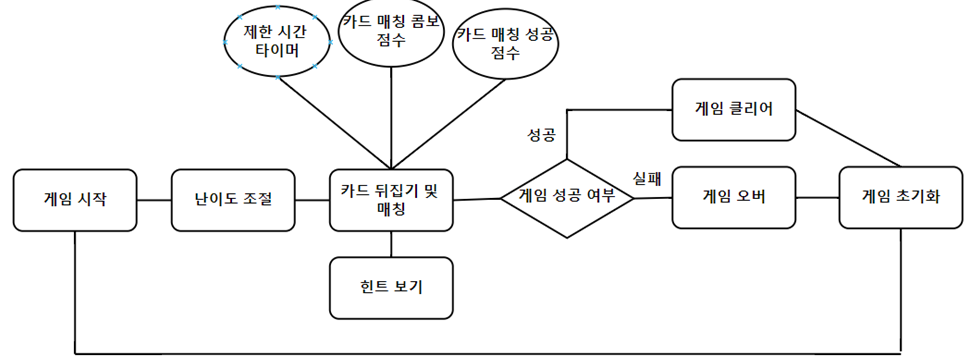 제한 시간
타이머
카드 매칭 콤보
점수
카드 매칭 성공
점수
게임 클리어
성공
게임 시작
난이도 조절
카드 뒤집기 및
매칭
게임 성공 여부
실패
게임 오버
게임 초기화
힌트 보기